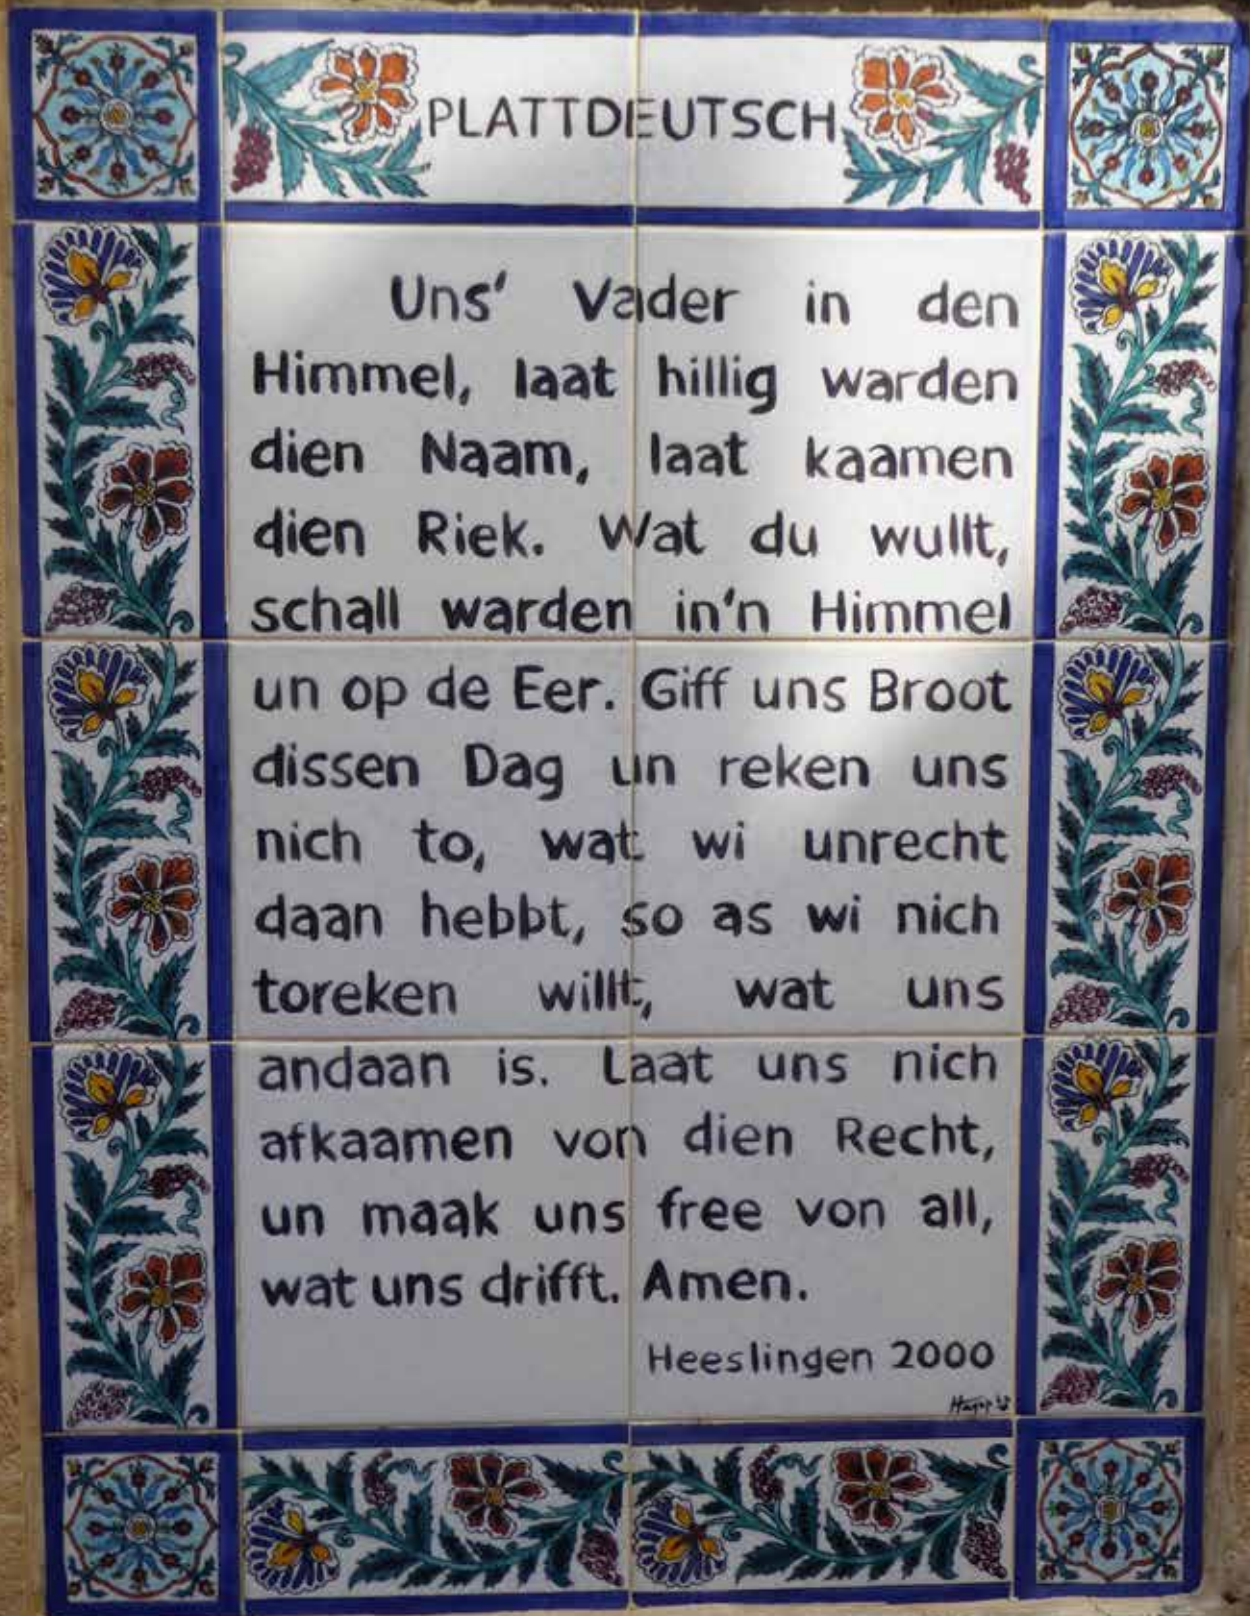 PLATTDEUTSCH
Uns' Vader in den
Himmel, laat hillig warden
dien Naam, laat kaamen
dien Riek. Wat du wullt,
schall warden in'n Himmel
un op de Eer. Giff uns Broot
dissen Dag un reken uns
nich to, wat wi unrecht
daan hebbt, so as wi nich
toreken willt, wat uns
andaan is. Laat uns nich
afkaamen von dien Recht,
un maak uns free von all,
wat uns drifft. Amen.
Heeslingen 2000